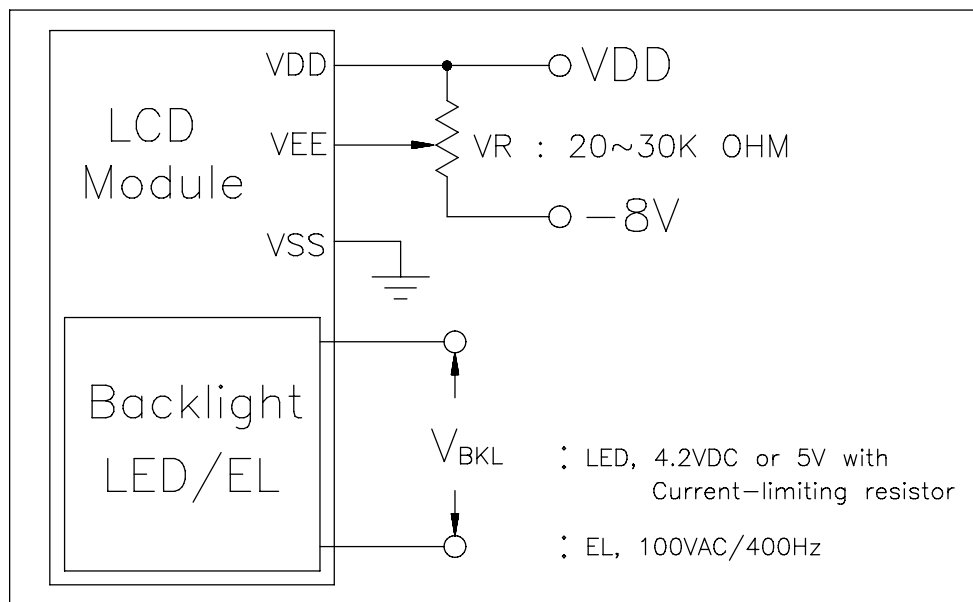 VDD
VDD
LCD
Module
VEE
VR : 20~30K OHM
-8V
VSS
Backlight
LED/EL
VBKL
: LED, 4.2VDC or 5V with
Current-limiting resistor
: EL, 100VAC/400Hz